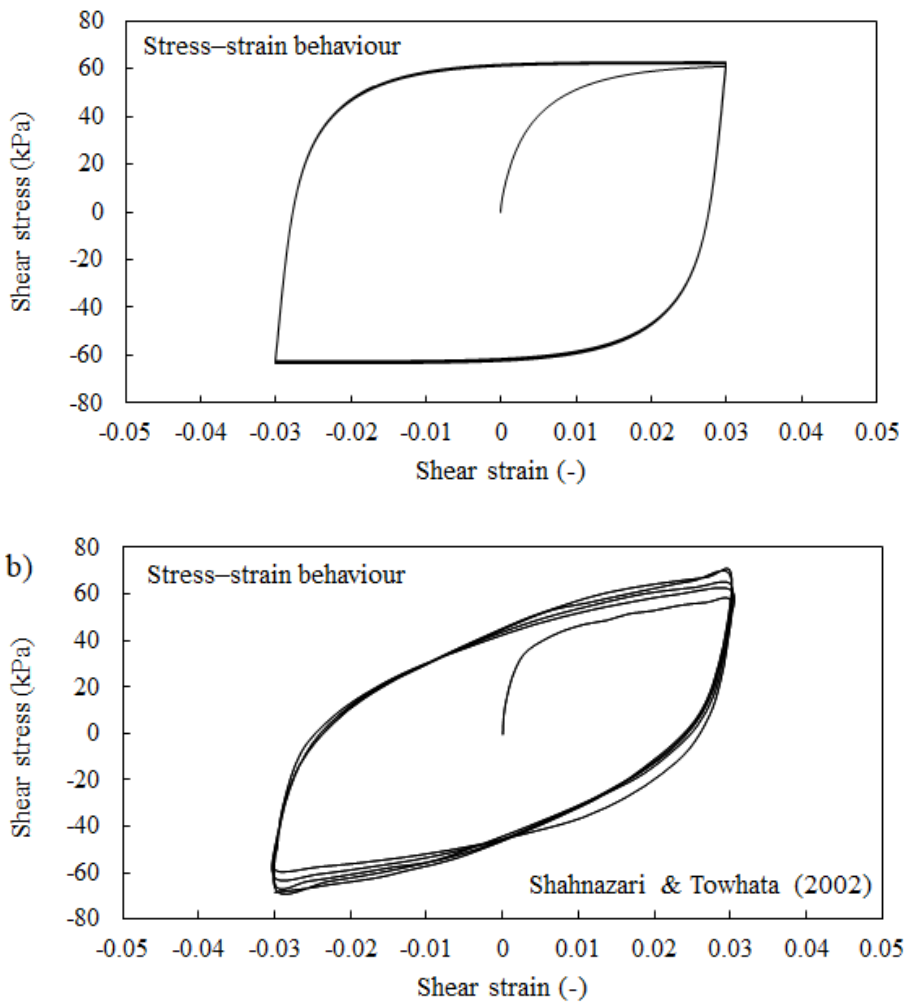 80
Stress–strain behaviour
60
40
20
0
-20
-40
-60
-80
Shear stress (kPa)
-0.05 -0.04 -0.03 -0.02 -0.01 0 0.01 0.02 0.03 0.04 0.05
Shear strain (-)
b)
80
Stress–strain behaviour
60
40
20
0
-20
-40
-60
-80
Shear stress (kPa)
Shahnazari & Towhata (2002)
-0.05 -0.04 -0.03 -0.02 -0.01 0 0.01 0.02 0.03 0.04 0.05
Shear strain (-)